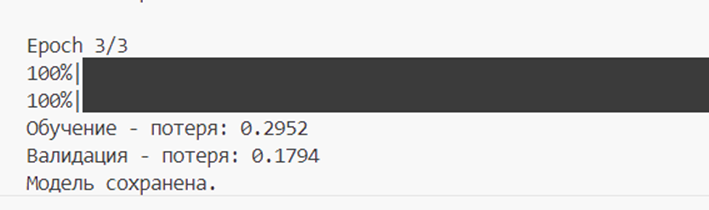 Epoch 3/3
100%|
100%|
Обучение - потеря: 0.2952
Валидация - потеря: 0.1794
Модель сохранена.